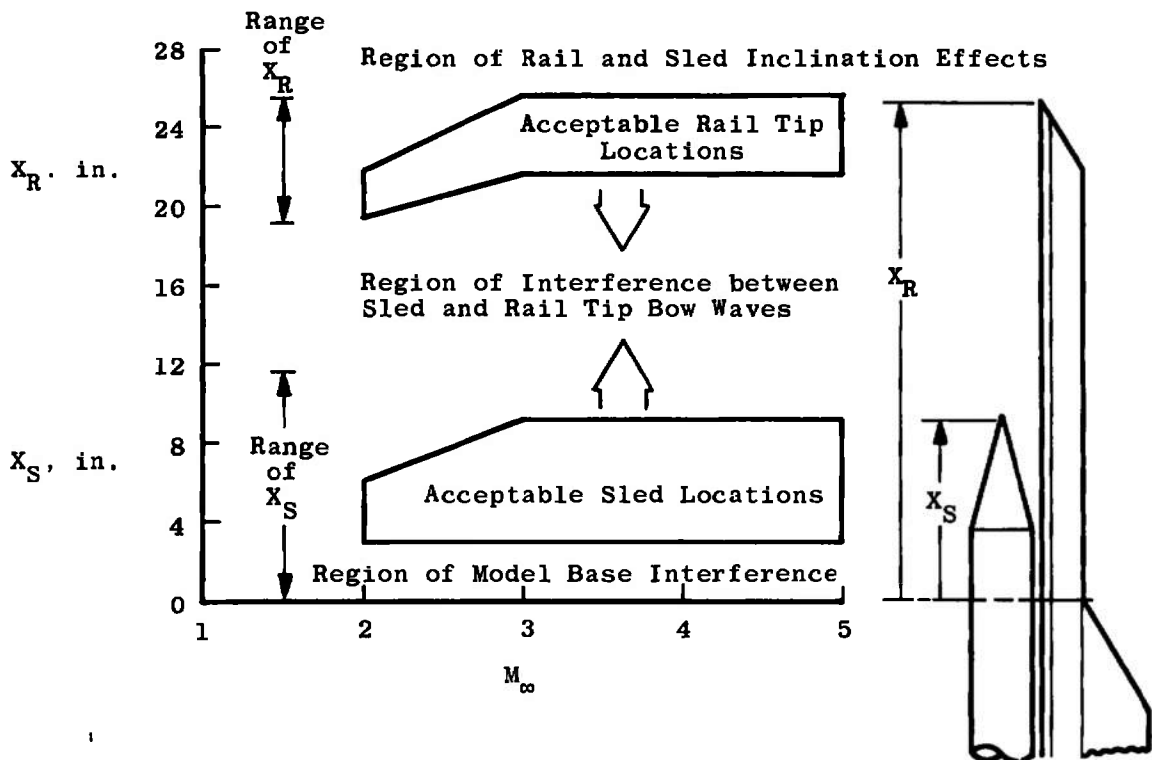 Range
of
X_R
Region of Rail and Sled Inclination Effects
28
24
20
16
12
8
4
0
X_R. in.
X_S, in.
Acceptable Rail Tip
Locations
Region of Interference between
Sled and Rail Tip Bow Waves
Range
of
X_S
Acceptable Sled Locations
Region of Model Base Interference
1 2 3 4 5
M_∞
X_R
X_S